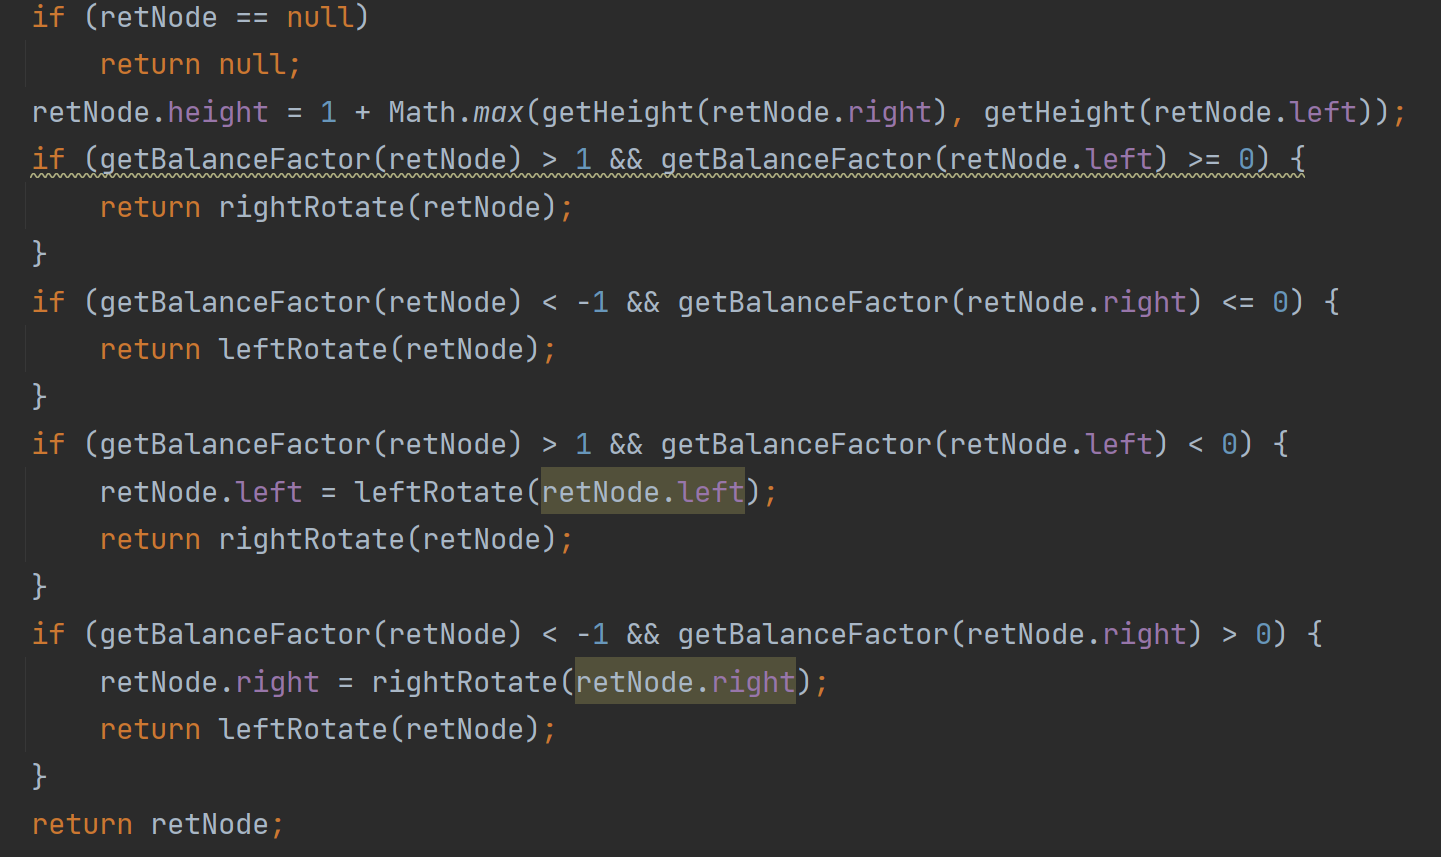 if (retNode == null)
    return null;
retNode.height = 1 + Math.max(getHeight(retNode.right), getHeight(retNode.left));
if (getBalanceFactor(retNode) > 1 && getBalanceFactor(retNode.left) >= 0) {
    return rightRotate(retNode);
}
if (getBalanceFactor(retNode) < -1 && getBalanceFactor(retNode.right) <= 0) {
    return leftRotate(retNode);
}
if (getBalanceFactor(retNode) > 1 && getBalanceFactor(retNode.left) < 0) {
    retNode.left = leftRotate(retNode.left);
    return rightRotate(retNode);
}
if (getBalanceFactor(retNode) < -1 && getBalanceFactor(retNode.right) > 0) {
    retNode.right = rightRotate(retNode.right);
    return leftRotate(retNode);
}
return retNode;